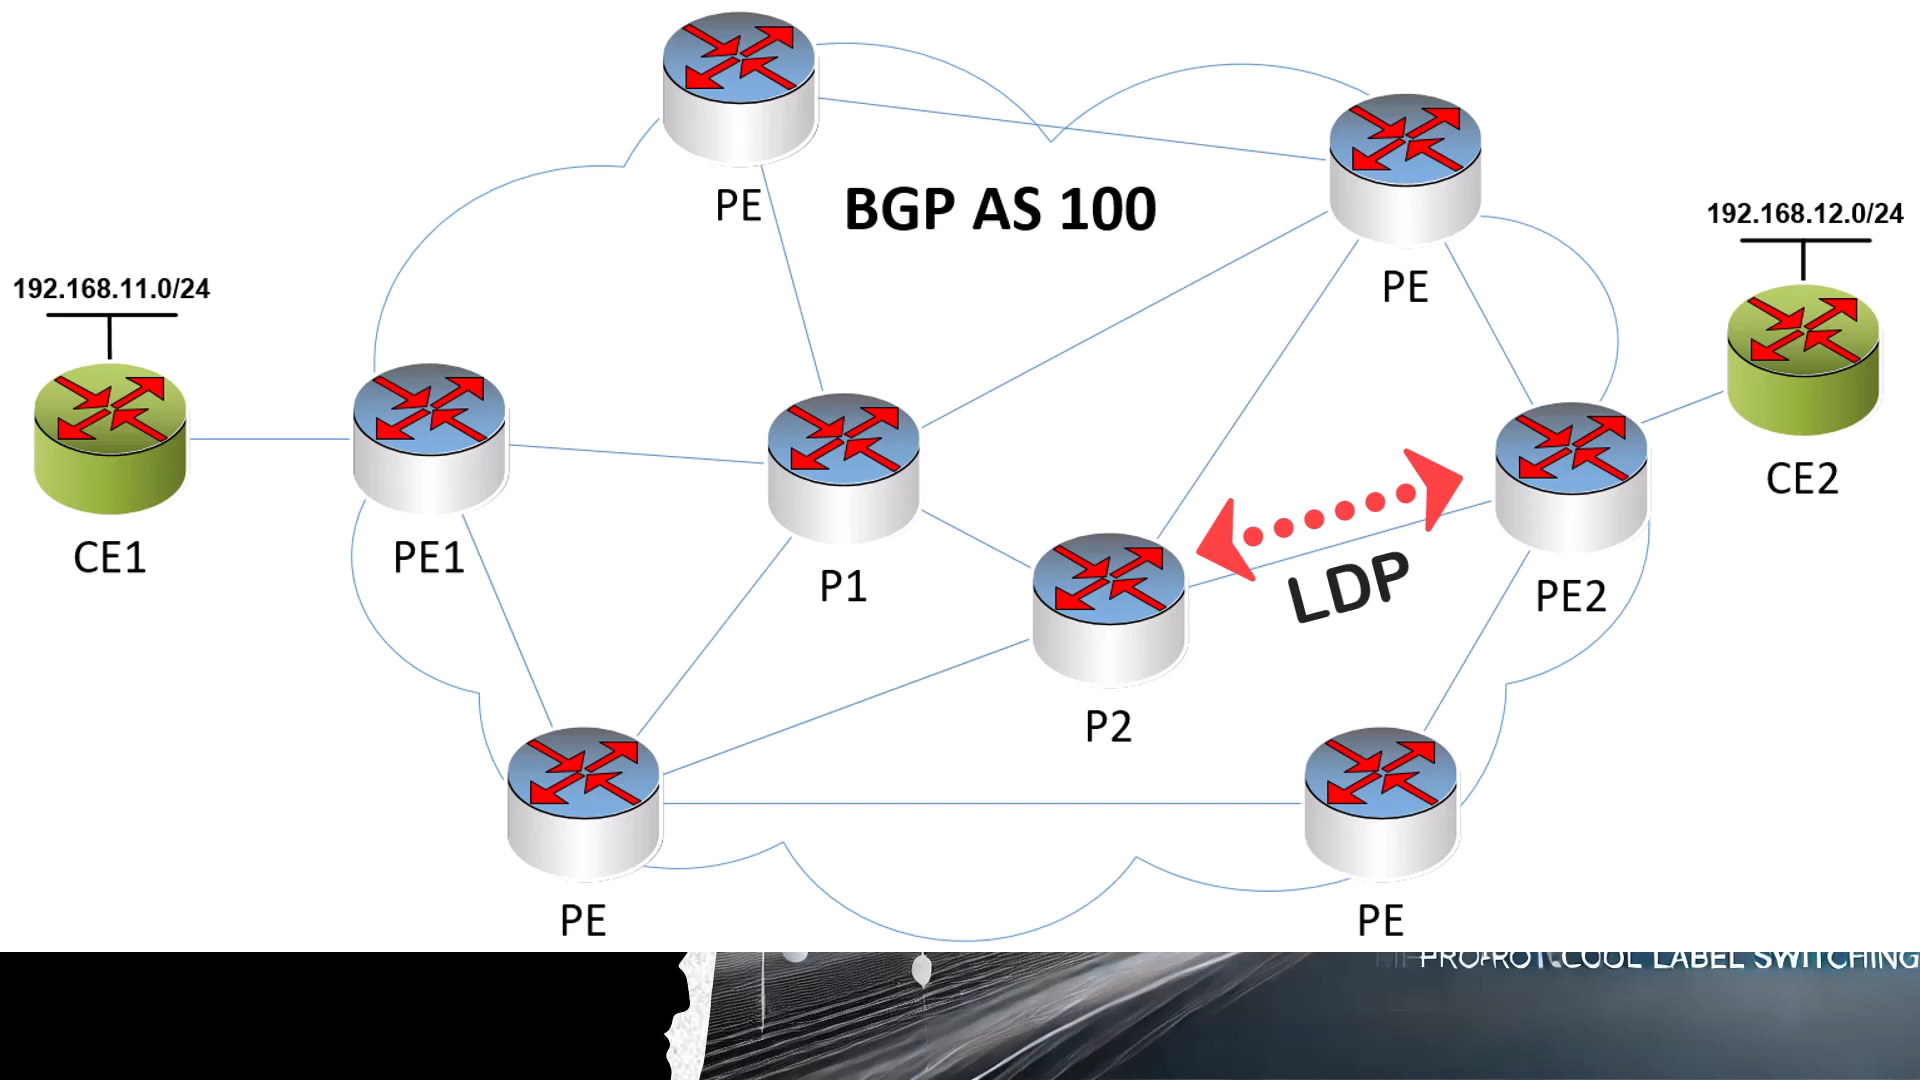 PE
BGP AS 100
192.168.12.0/24
192.168.11.0/24
PE
CE2
CE1
PE1
P1
LDP
PE2
P2
PE
PE
LABEL SWITCHING